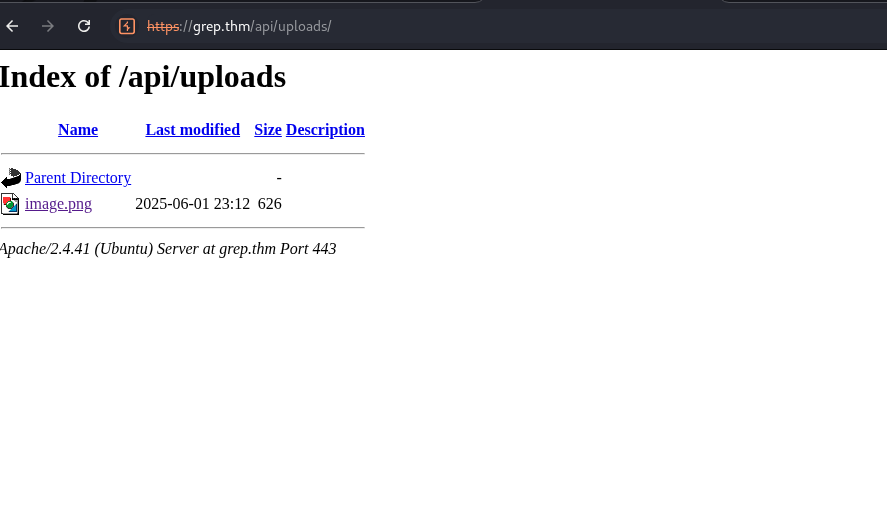 https://grep.thm/api/uploads/
Index of /api/uploads
Name Last modified Size Description
Parent Directory -
image.png 2025-06-01 23:12 626
Apache/2.4.41 (Ubuntu) Server at grep.thm Port 443